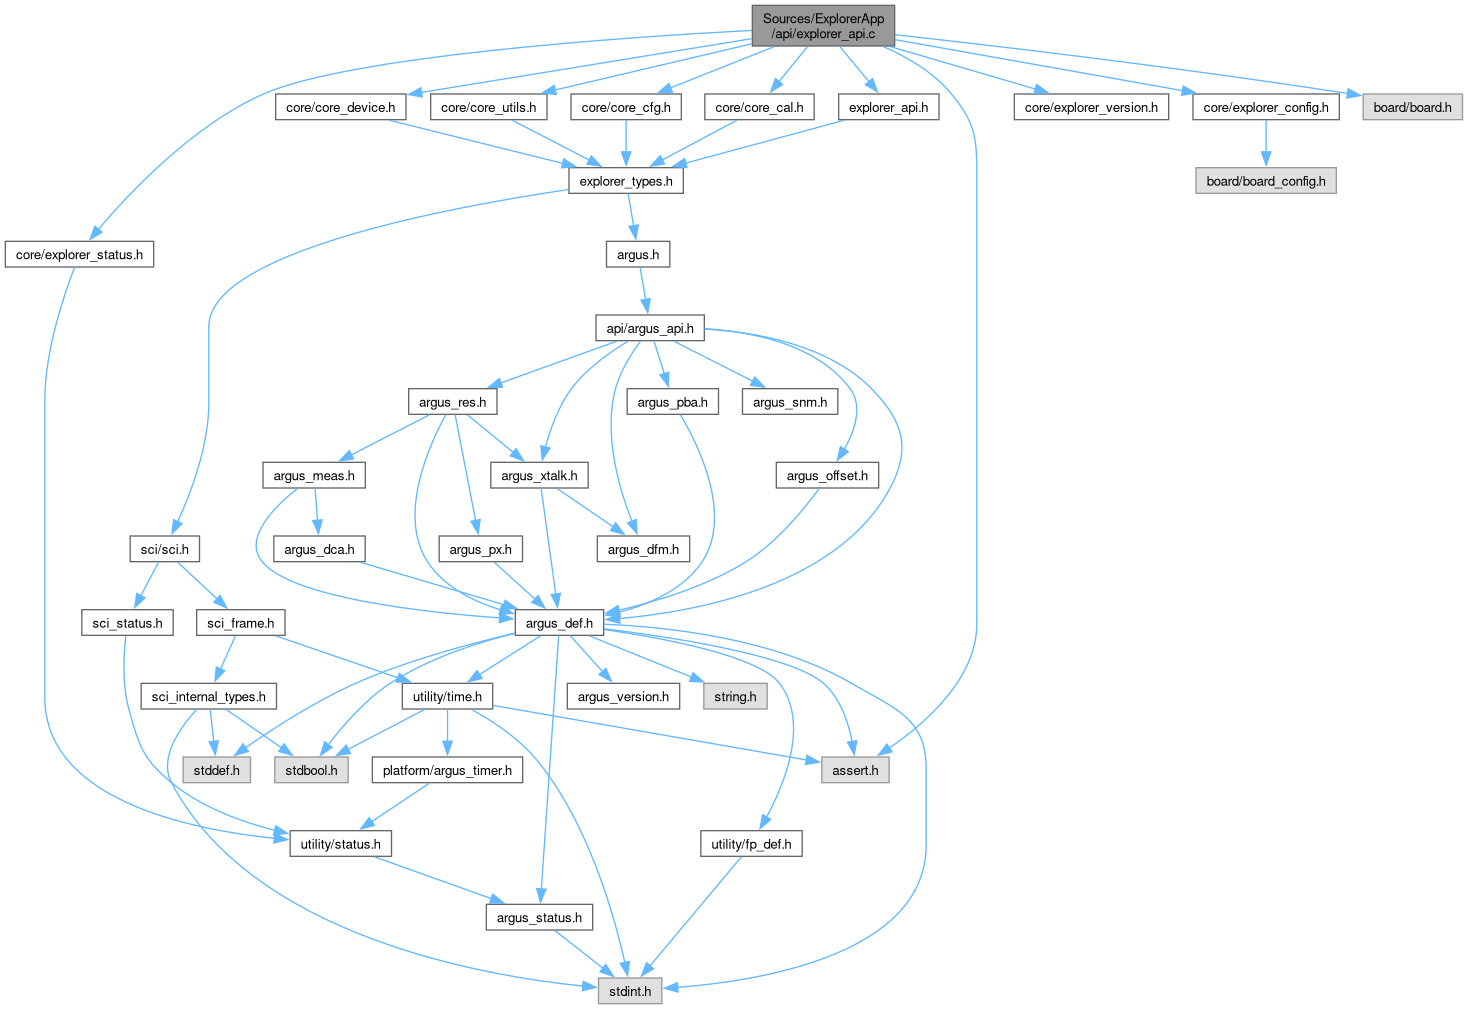 Sources/ExplorerApp
/api/explorer_api.c
core/core_device.h
core/core_utils.h
core/core_cfg.h
core/core_cal.h
explorer_api.h
core/explorer_version.h
core/explorer_config.h
board/board.h
explorer_types.h
board/board_config.h
core/explorer_status.h
argus.h
api/argus_api.h
argus_res.h
argus_pba.h
argus_snm.h
argus_meas.h
argus_xtalk.h
argus_offset.h
sci/sci.h
argus_dca.h
argus_px.h
argus_dfm.h
sci_status.h
sci_frame.h
argus_def.h
sci_internal_types.h
utility/time.h
argus_version.h
string.h
stddef.h
stdbool.h
platform/argus_timer.h
assert.h
utility/status.h
utility/fp_def.h
argus_status.h
stdint.h